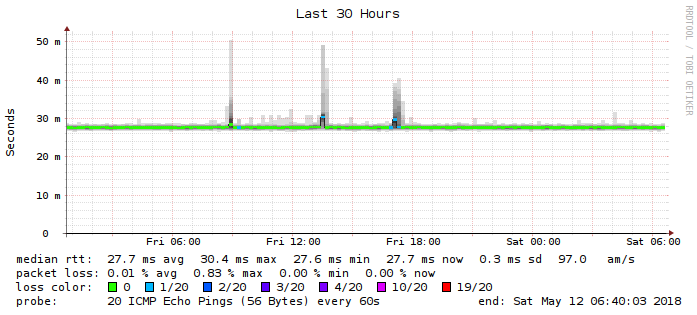 Last 30 Hours
RRDTOOL / TOBI OETIKER
Seconds
50 m
40 m
30 m
20 m
10 m
0
Fri 06:00 Fri 12:00 Fri 18:00 Sat 00:00 Sat 06:00
median rtt: 27.7 ms avg 30.4 ms max 27.6 ms min 27.7 ms now 0.3 ms sd 97.0 am/s
packet loss: 0.01 % avg 0.83 % max 0.00 % min 0.00 % now
loss color: 0 1/20 2/20 3/20 4/20 10/20 19/20
probe: 20 ICMP Echo Pings (56 Bytes) every 60s end: Sat May 12 06:40:03 2018